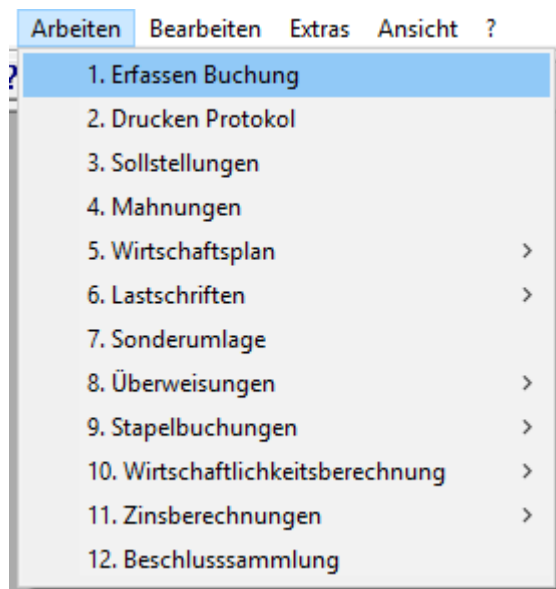 Arbeiten Bearbeiten Extras Ansicht ?
1. Erfassen Buchung
2. Drucken Protokol
3. Sollstellungen
4. Mahnungen
5. Wirtschaftsplan >
6. Lastschriften >
7. Sonderumlage
8. Überweisungen >
9. Stapelbuchungen >
10. Wirtschaftlichkeitsberechnung >
11. Zinsberechnungen >
12. Beschlusssammlung